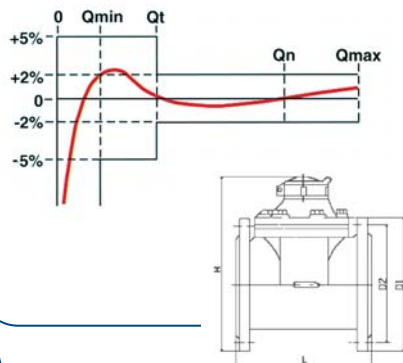 0 Qmin Qt
+5%
+2% Qn Qmax
0
-2%
-5%
H
D2
D1
L